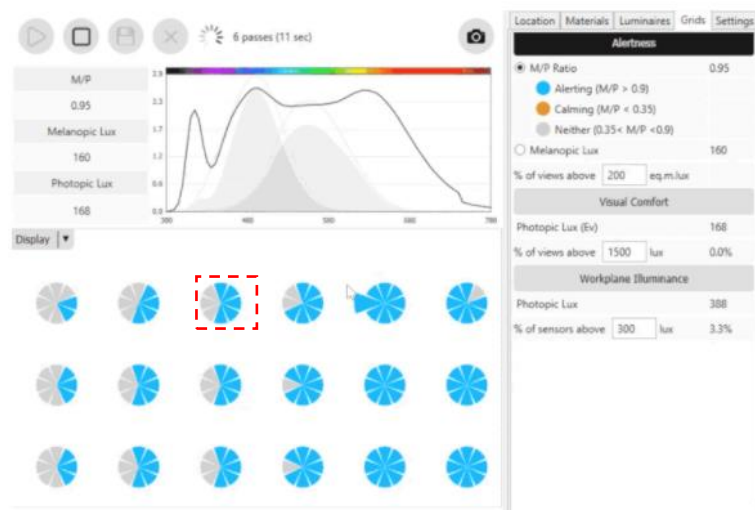 6 passes (11 sec)
M/P
0.95
Melanopic Lux
160
Photopic Lux
168
2.9
2.3
1.7
1.2
0.6
0.0
300
400
500
600
700
Display
Location Materials Luminaires Grids Settings
Alertness
M/P Ratio 0.95
Alerting (M/P > 0.9)
Calming (M/P < 0.35)
Neither (0.35< M/P <0.9)
Melanopic Lux 160
% of views above 200 eq.m.lux
Visual Comfort
Photopic Lux (Ev) 168
% of views above 1500 lux 0.0%
Workplane Illuminance
Photopic Lux 388
% of sensors above 300 lux 3.3%